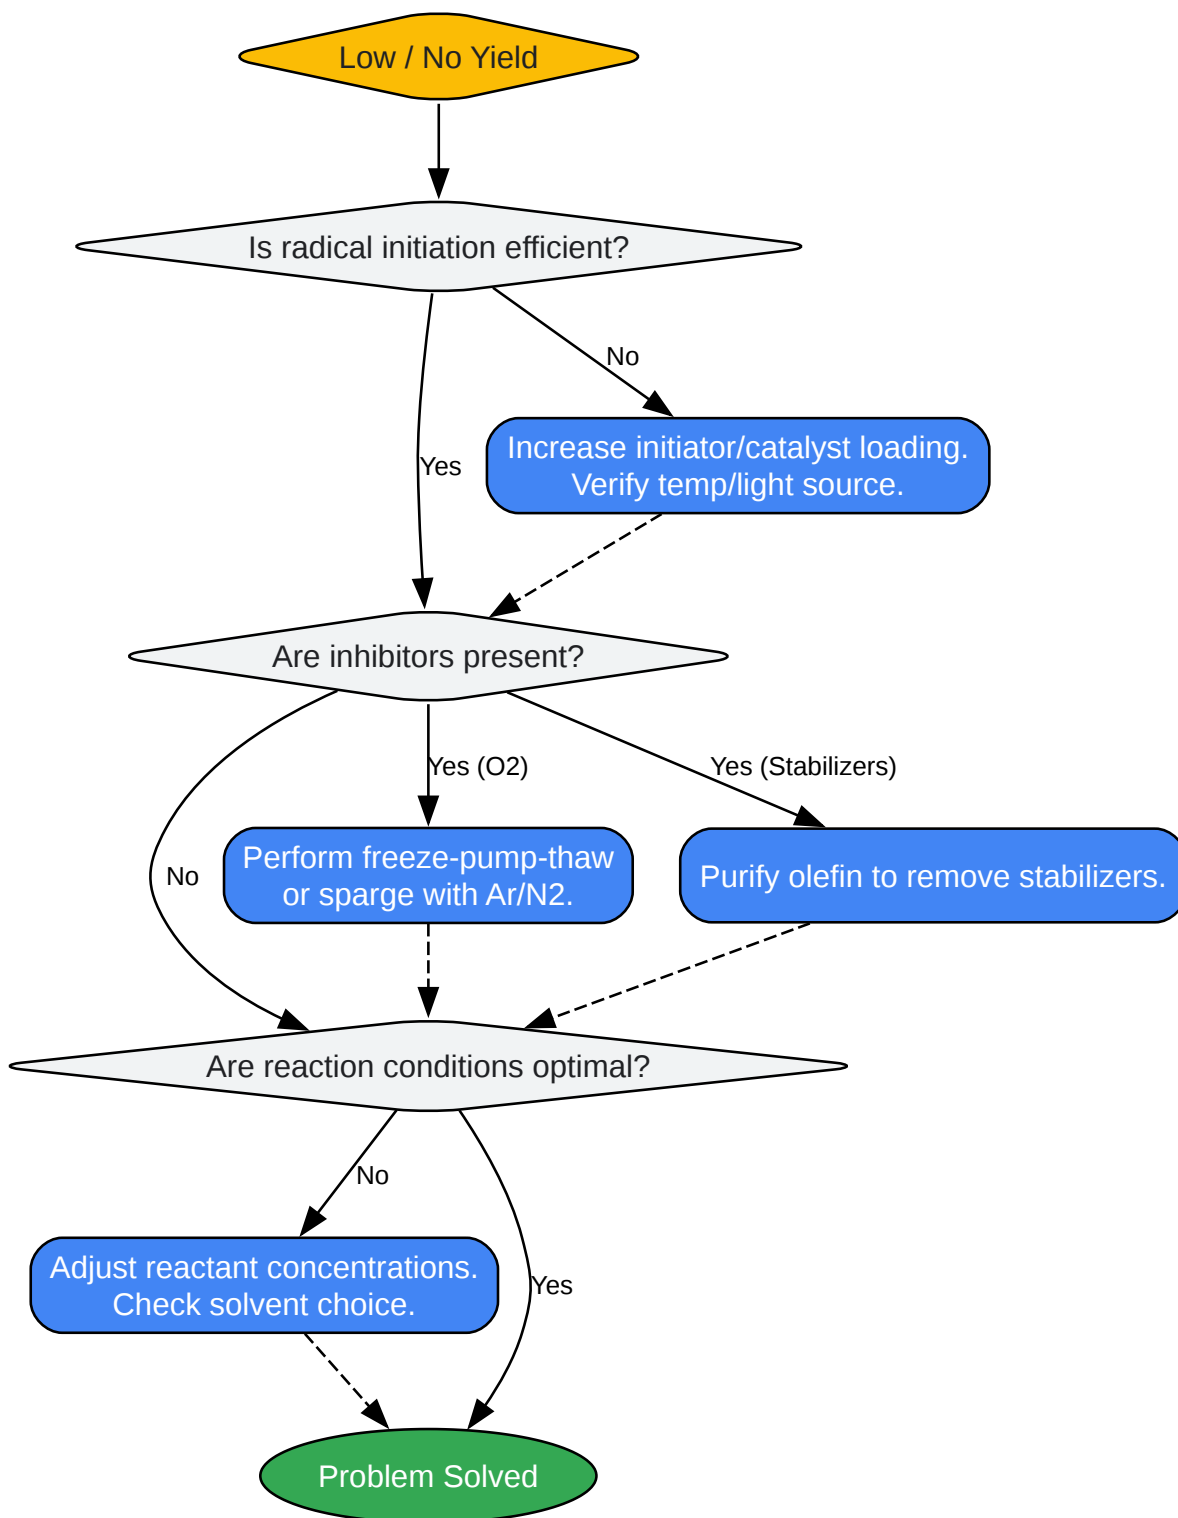 Low / No Yield
Is radical initiation efficient?
No
Increase initiator/catalyst loading.
Verify temp/light source.
Yes
Are inhibitors present?
Yes (O2)
Yes (Stabilizers)
No
Perform freeze-pump-thaw
or sparge with Ar/N2.
Purify olefin to remove stabilizers.
Are reaction conditions optimal?
No
Adjust reactant concentrations.
Check solvent choice.
Yes
Problem Solved